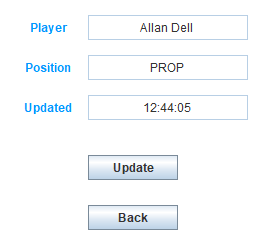 Player Allan Dell
Position PROP
Updated 12:44:05
Update
Back